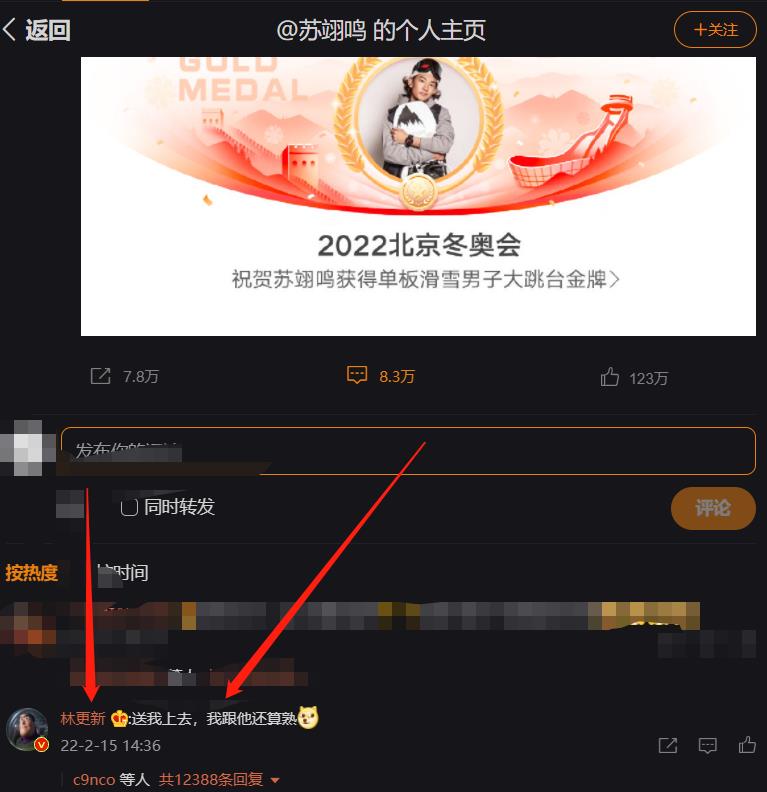 返回
@苏翊鸣 的个人主页
+关注
GOLD
MEDAL
2022北京冬奥会
祝贺苏翊鸣获得单板滑雪男子大跳台金牌>
7.8万
8.3万
123万
同时转发
评论
按热度
按时间
林更新 :送我上去，我跟他还算熟
22-2-15 14:36
c9nco 等人 共12388条回复